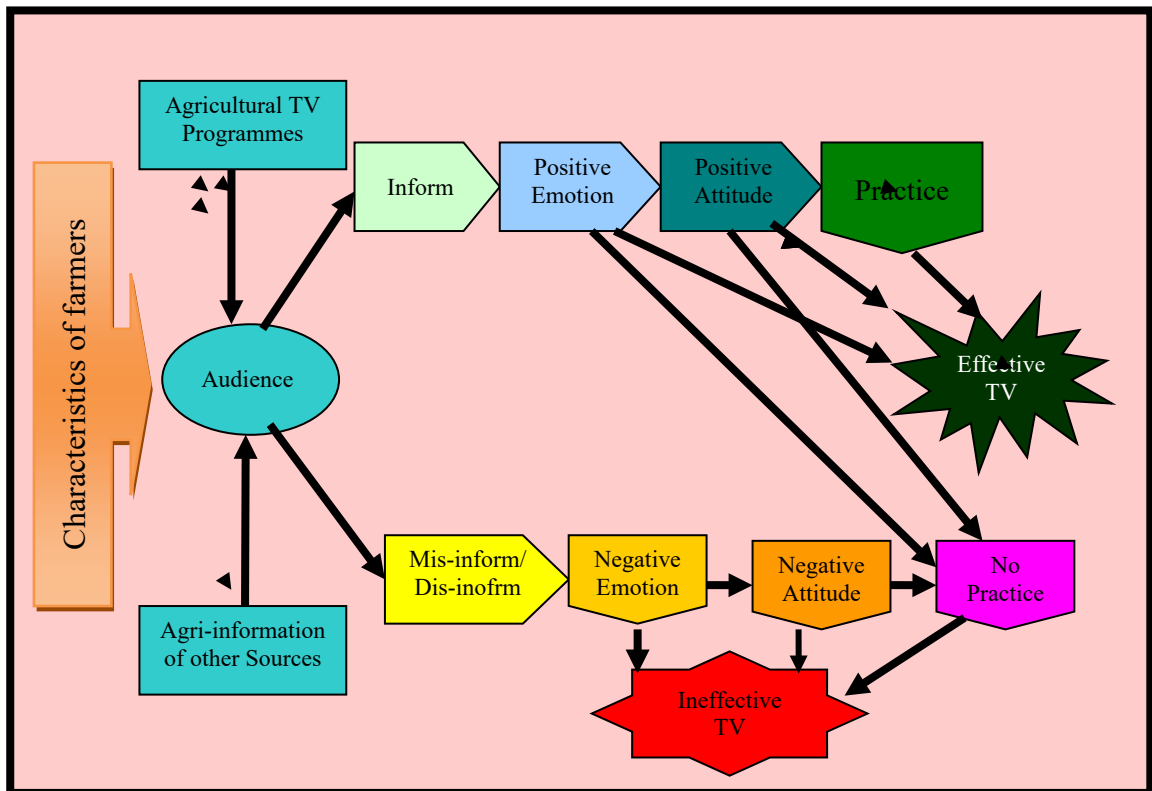 Characteristics of farmers
Agricultural TV
Programmes
Inform
Positive
Emotion
Positive
Attitude
Practice
Audience
Effective
TV
Mis-inform/
Dis-inofrm
Negative
Emotion
Negative
Attitude
No
Practice
Agri-information
of other Sources
Ineffective
TV